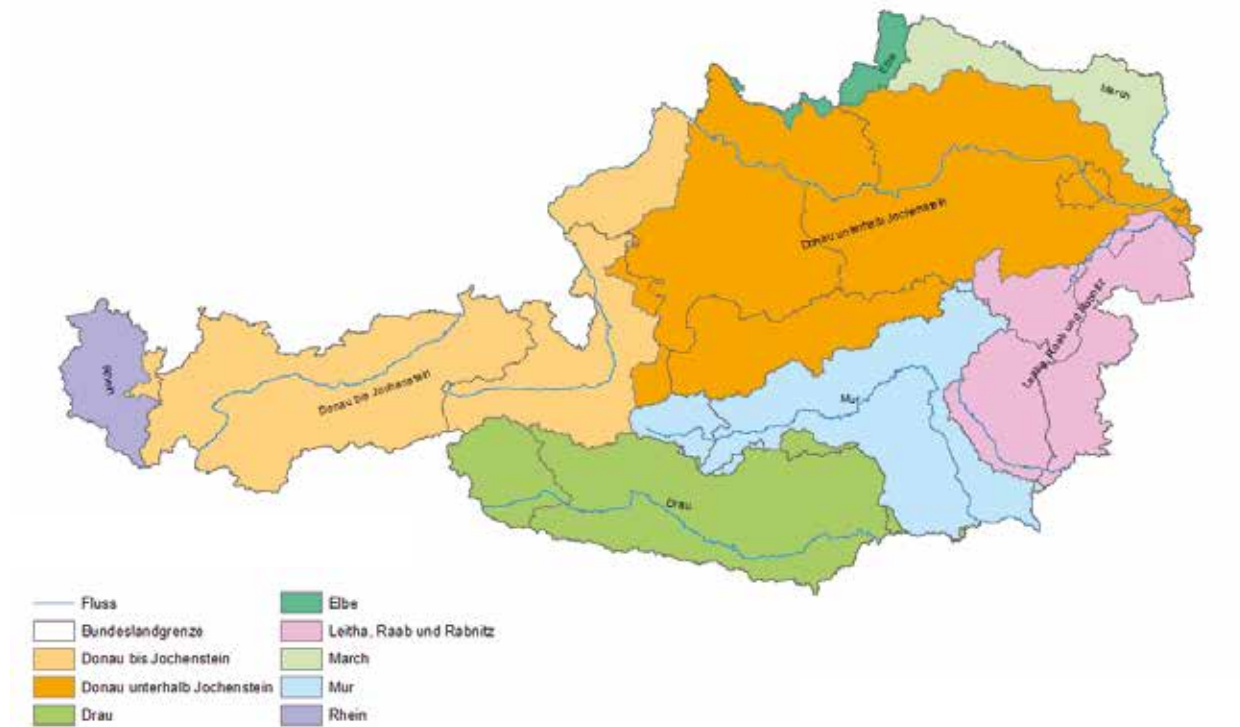 Elbe
March
Donau unterhalb Jochenstein
Leitha, Raab und Rabnitz
Rhein
Donau bis Jochenstein
Mur
Drau
Fluss
Bundeslandgrenze
Donau bis Jochenstein
Donau unterhalb Jochenstein
Drau
Elbe
Leitha, Raab und Rabnitz
March
Mur
Rhein